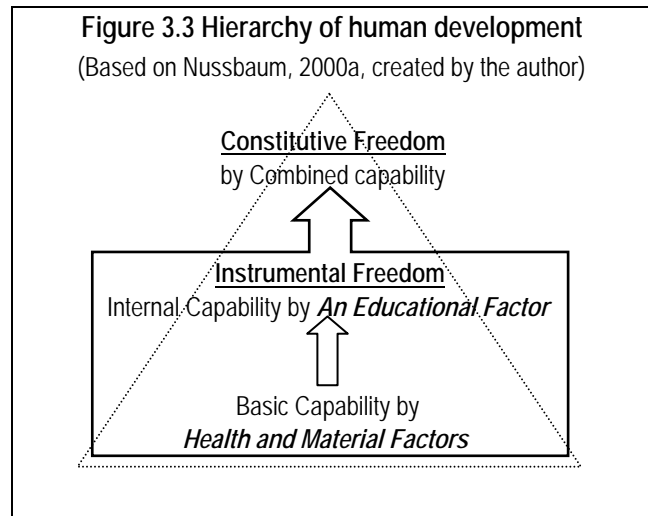 Figure 3.3 Hierarchy of human development
(Based on Nussbaum, 2000a, created by the author)
Constitutive Freedom
by Combined capability
Instrumental Freedom
Internal Capability by An Educational Factor
Basic Capability by
Health and Material Factors